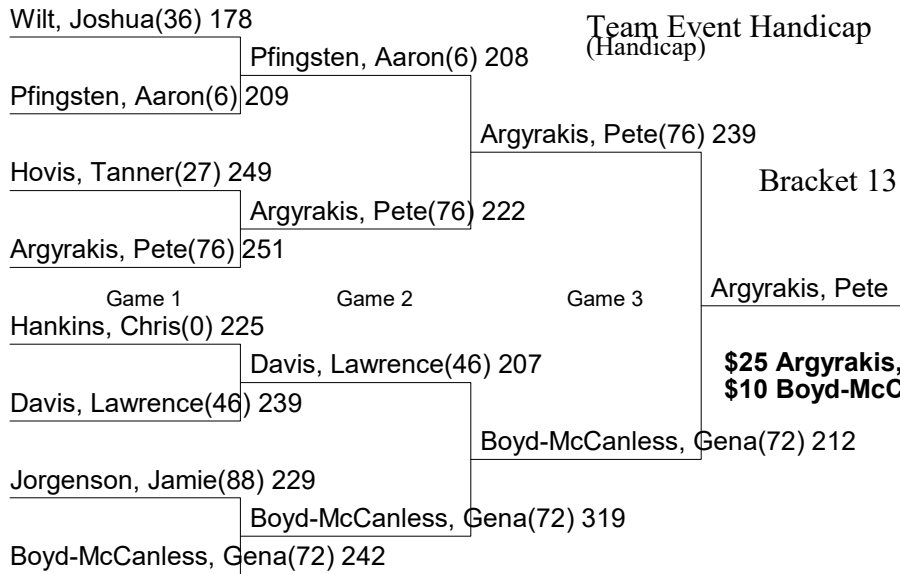 Wilt, Joshua(36) 178
Team Event Handicap
(Handicap)
Pfingsten, Aaron(6) 208
Pfingsten, Aaron(6) 209
Argyrakis, Pete(76) 239
Hovis, Tanner(27) 249
Bracket 13
Argyrakis, Pete(76) 222
Argyrakis, Pete(76) 251
Game 1
Game 2
Game 3
Argyrakis, Pete
Hankins, Chris(0) 225
Davis, Lawrence(46) 207
$25 Argyrakis,
$10 Boyd-McC
Davis, Lawrence(46) 239
Boyd-McCanless, Gena(72) 212
Jorgenson, Jamie(88) 229
Boyd-McCanless, Gena(72) 319
Boyd-McCanless, Gena(72) 242